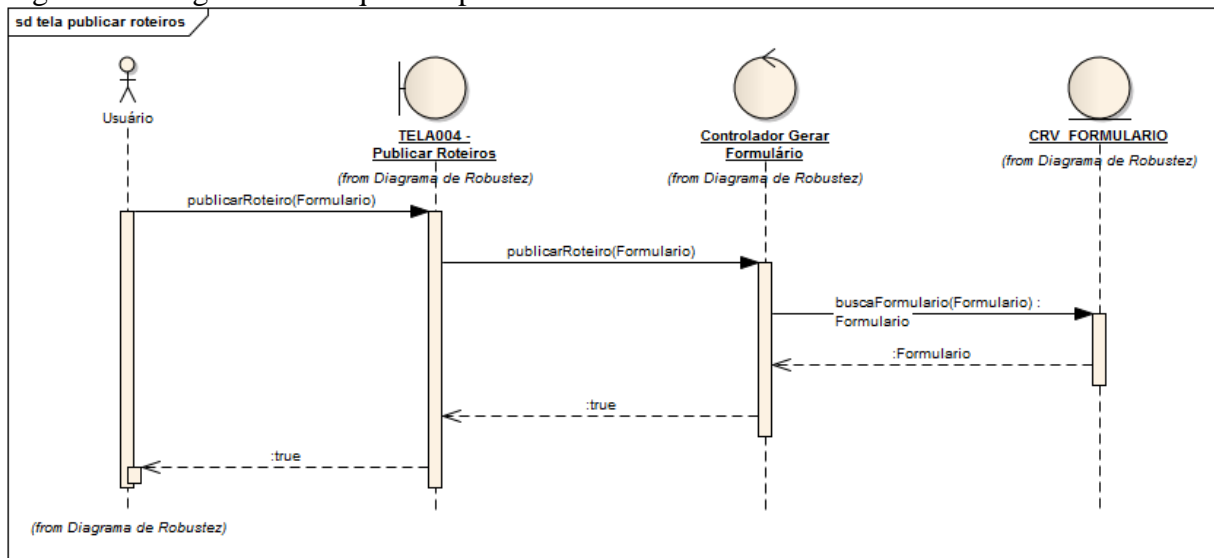 sd tela publicar roteiros
Usuário
TELA004 -
Publicar Roteiros
(from Diagrama de Robustez)
Controlador Gerar
Formulário
(from Diagrama de Robustez)
CRV_FORMULARIO
(from Diagrama de Robustez)
publicarRoteiro(Formulario)
publicarRoteiro(Formulario)
buscaFormulario(Formulario) :
Formulario
:Formulario
:true
:true
(from Diagrama de Robustez)